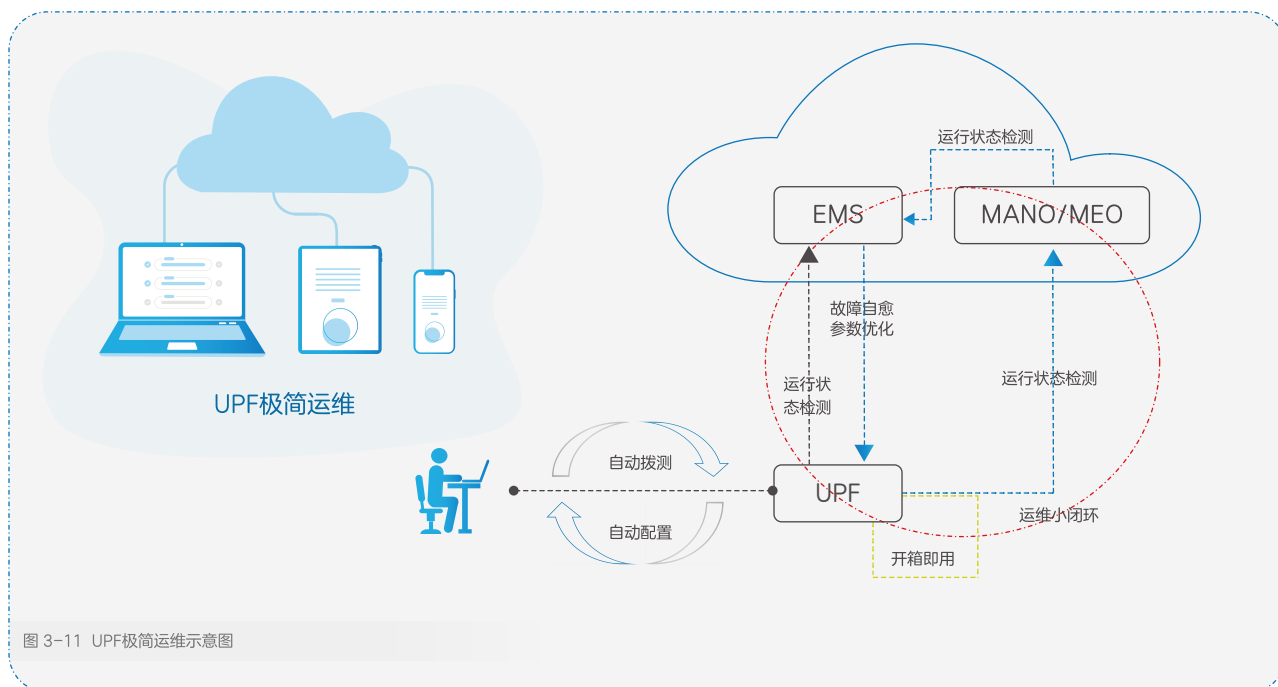 运行状态检测
EMS
MANO/MEO
故障自愈
参数优化
运行状
态检测
运行状态检测
UPF极简运维
自动拨测
UPF
自动配置
运维小闭环
开箱即用
图 3-11 UPF极简运维示意图